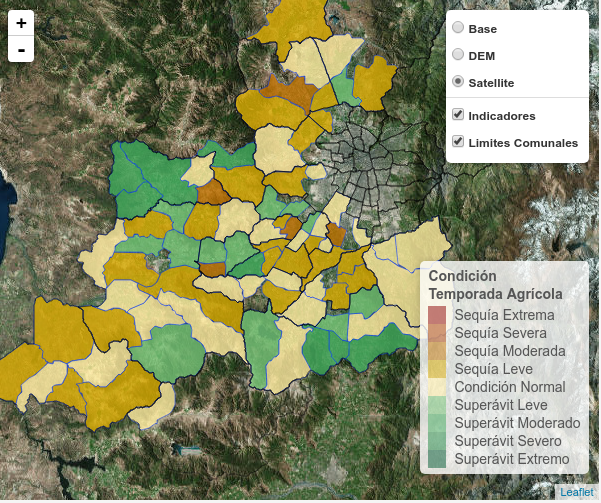 +
-
Base
DEM
Satellite
Indicadores
Limites Comunales
Condición
Temporada Agrícola
Sequía Extrema
Sequía Severa
Sequía Moderada
Sequía Leve
Condición Normal
Superávit Leve
Superávit Moderado
Superávit Severo
Superávit Extremo
Leaflet